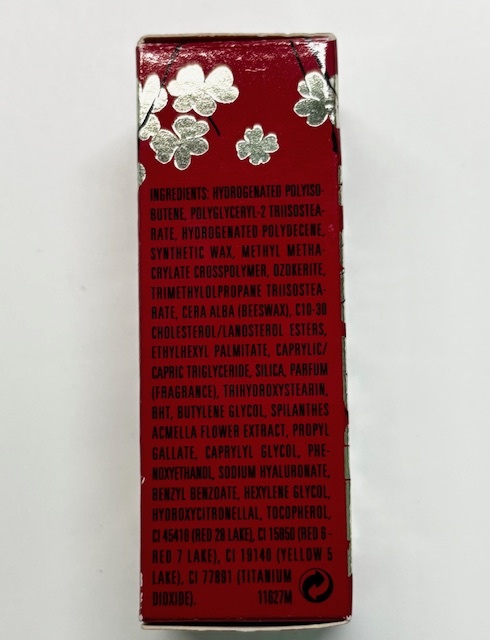 INGREDIENTS: HYDROGENATED POLYISO-
BUTENE, POLYGLYCERYL-2 TRIISOSTEA-
RATE, HYDROGENATED POLYDECENE,
SYNTHETIC WAX, METHYL METHA-
CRYLATE CROSSPOLYMER, OZOKERITE,
TRIMETHYLOLPROPANE TRIISOSTEA-
RATE, CERA ALBA (BEESWAX), C10-30
CHOLESTEROL/LANOSTEROL ESTERS,
ETHYLHEXYL PALMITATE, CAPRYLIC/
CAPRIC TRIGLYCERIDE, SILICA, PARFUM
(FRAGRANCE), TRIHYDROXYSTEARIN,
BHT, BUTYLENE GLYCOL, SPILANTHES
ACMELLA FLOWER EXTRACT, PROPYL
GALLATE, CAPRYLYL GLYCOL, PHE-
NOXYETHANOL, SODIUM HYALURONATE,
BENZYL BENZOATE, HEXYLENE GLYCOL,
HYDROXYCITRONELLAL, TOCOPHEROL,
CI 45410 (RED 28 LAKE), CI 15850 (RED 6 -
RED 7 LAKE), CI 19140 (YELLOW 5
LAKE), CI 77891 (TITANIUM
DIOXIDE). 11627M